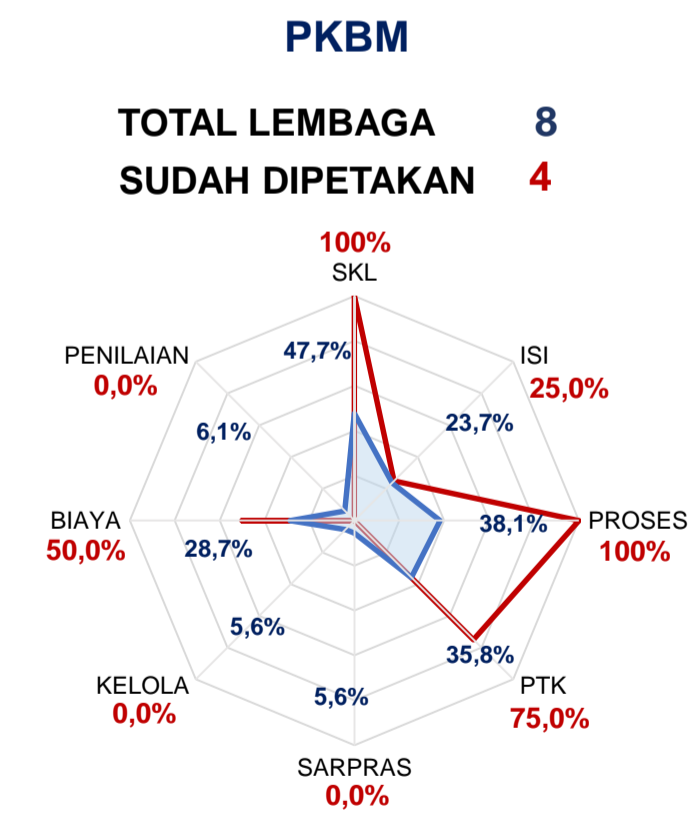 PKBM
TOTAL LEMBAGA 8
SUDAH DIPETAKAN 4
100%
SKL
47,7%
PENILAIAN
0,0%
ISI
25,0%
6,1%
23,7%
BIAYA
50,0%
28,7%
38,1%
PROSES
100%
5,6%
35,8%
KELOLA
0,0%
5,6%
PTK
75,0%
SARPRAS
0,0%